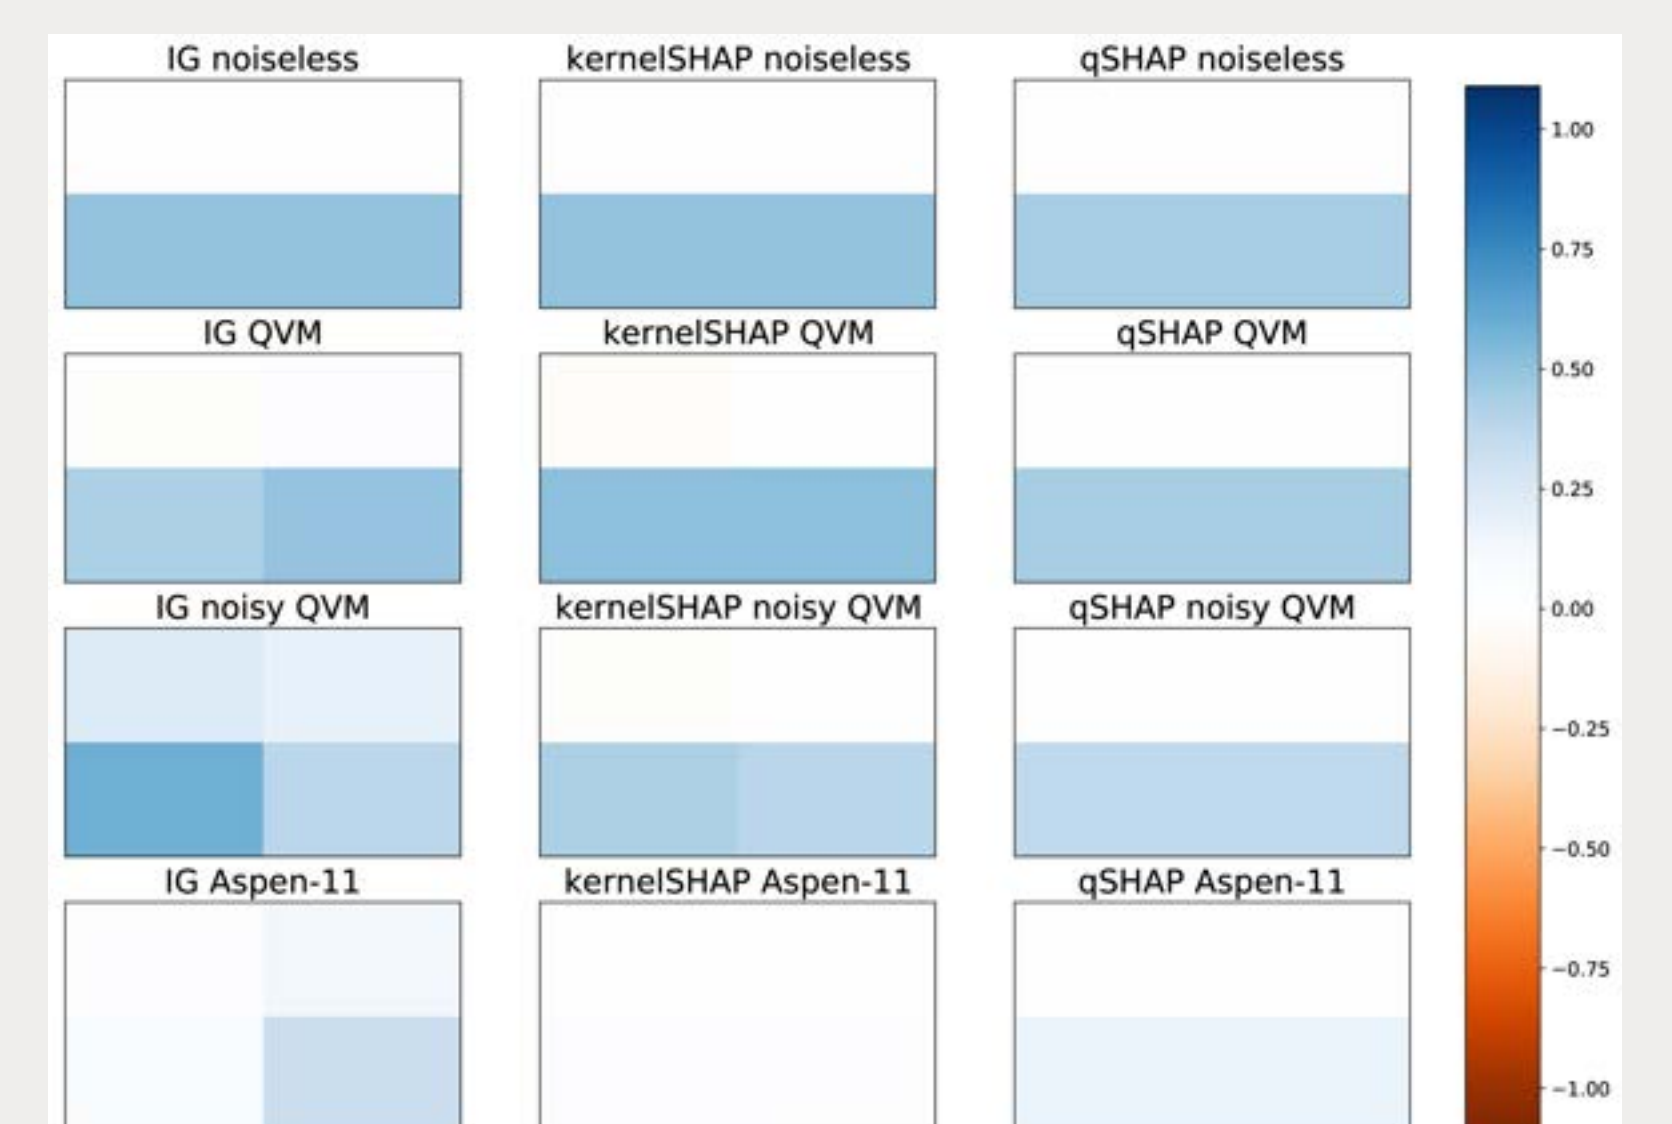 IG noiseless kernelSHAP noiseless qSHAP noiseless
IG QVM kernelSHAP QVM qSHAP QVM
IG noisy QVM kernelSHAP noisy QVM qSHAP noisy QVM
IG Aspen-11 kernelSHAP Aspen-11 qSHAP Aspen-11
1.00
0.75
0.50
0.25
0.00
−0.25
−0.50
−0.75
−1.00